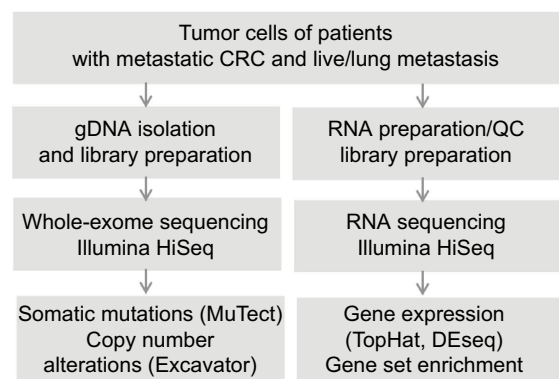 Tumor cells of patients
with metastatic CRC and live/lung metastasis
gDNA isolation
and library preparation
RNA preparation/QC
library preparation
Whole-exome sequencing
Illumina HiSeq
RNA sequencing
Illumina HiSeq
Somatic mutations (MuTect)
Copy number
alterations (Excavator)
Gene expression
(TopHat, DEseq)
Gene set enrichment